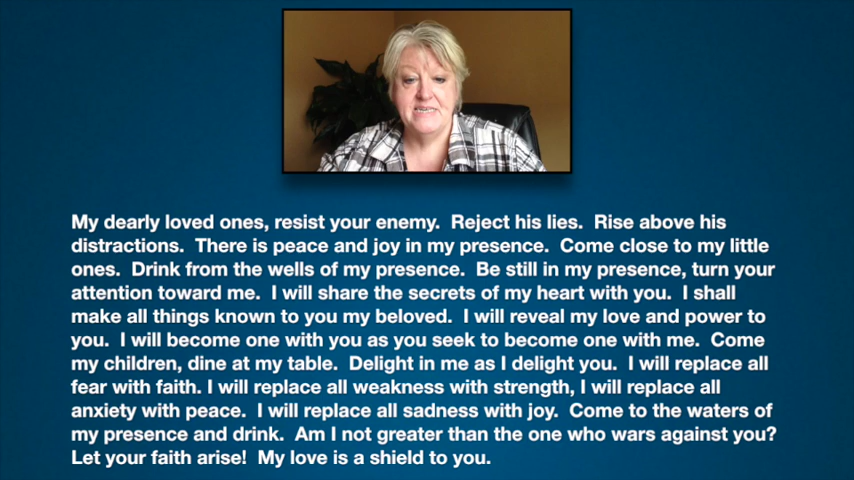 My dearly loved ones, resist your enemy.  Reject his lies.  Rise above his
distractions.  There is peace and joy in my presence.  Come close to my little
ones.  Drink from the wells of my presence.  Be still in my presence, turn your
attention toward me.  I will share the secrets of my heart with you.  I shall
make all things known to you my beloved.  I will reveal my love and power to
you.  I will become one with you as you seek to become one with me.  Come
my children, dine at my table.  Delight in me as I delight you.  I will replace all
fear with faith. I will replace all weakness with strength, I will replace all
anxiety with peace.  I will replace all sadness with joy.  Come to the waters of
my presence and drink.  Am I not greater than the one who wars against you?
Let your faith arise!  My love is a shield to you.